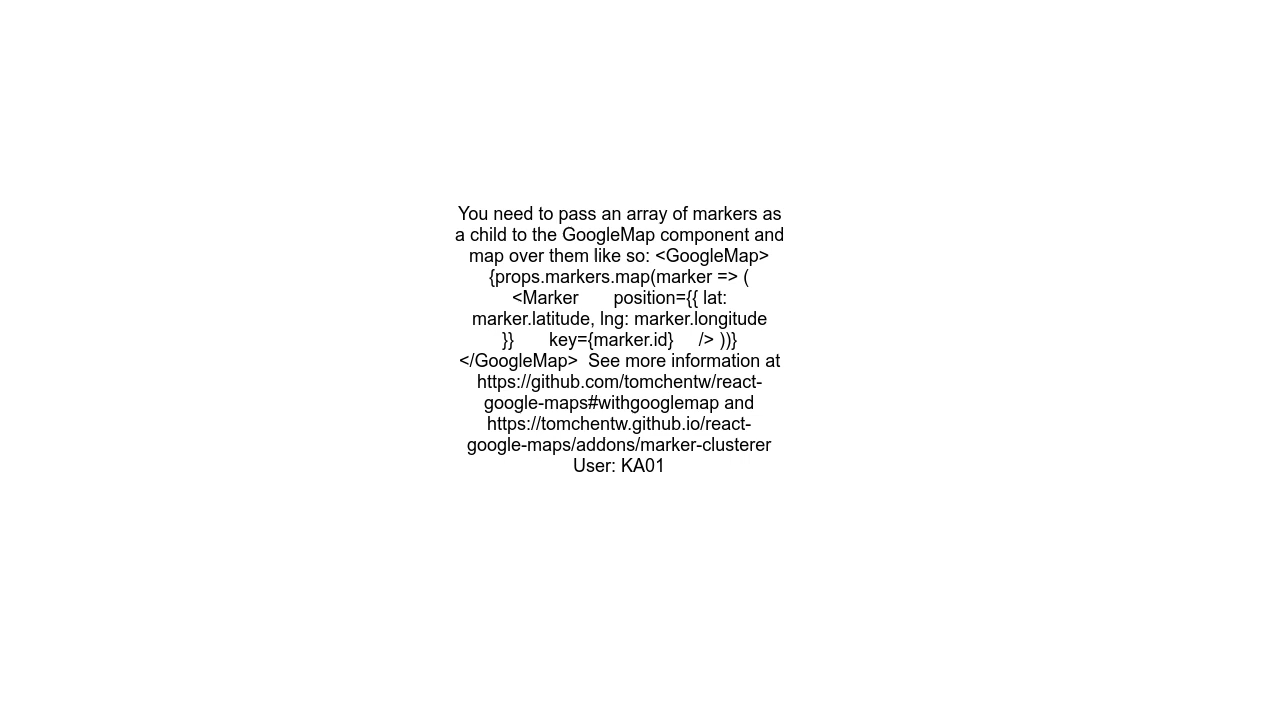 You need to pass an array of markers as
a child to the GoogleMap component and
map over them like so: <GoogleMap>
{props.markers.map(marker => (
<Marker       position={{ lat:
marker.latitude, lng: marker.longitude
}}       key={marker.id}     /> ))}
</GoogleMap>  See more information at
https://github.com/tomchentw/react-
google-maps#withgooglemap and
https://tomchentw.github.io/react-
google-maps/addons/marker-clusterer
User: KA01